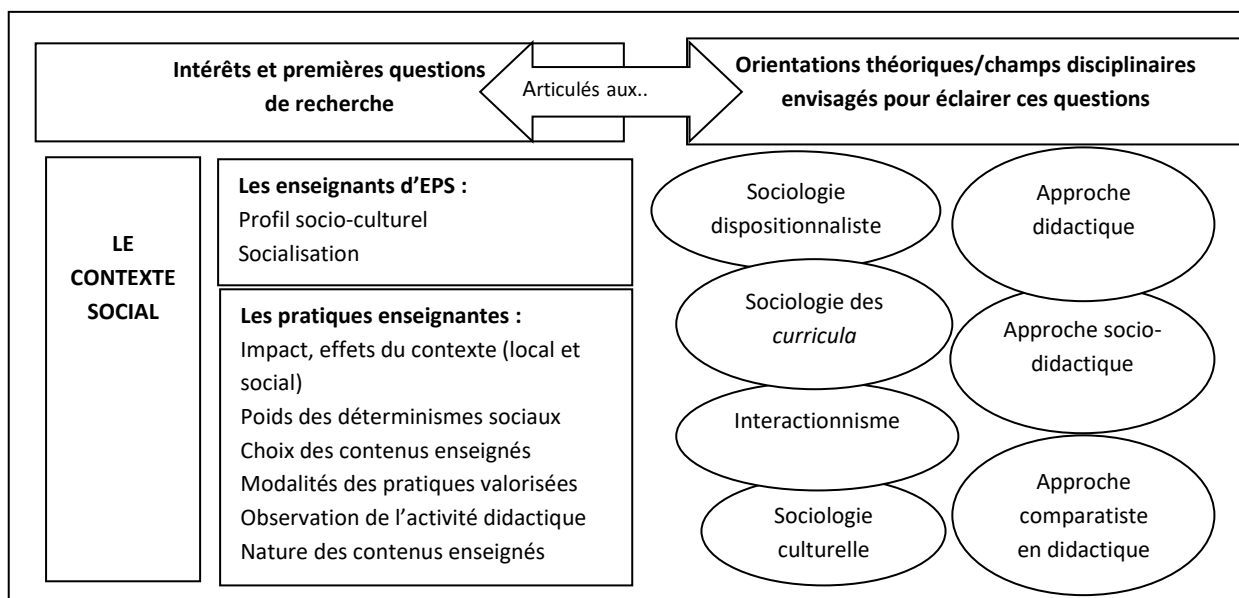 Intérêts et premières questions
de recherche
Articulés aux..
Orientations théoriques/champs disciplinaires
envisagés pour éclairer ces questions
LE
CONTEXTE
SOCIAL
Les enseignants d’EPS :
Profil socio-culturel
Socialisation
Les pratiques enseignantes :
Impact, effets du contexte (local et
social)
Poids des déterminismes sociaux
Choix des contenus enseignés
Modalités des pratiques valorisées
Observation de l’activité didactique
Nature des contenus enseignés
Sociologie
dispositionnaliste
Sociologie des
curricula
Interactionnisme
Sociologie
culturelle
Approche
didactique
Approche socio-
didactique
Approche
comparatiste
en didactique